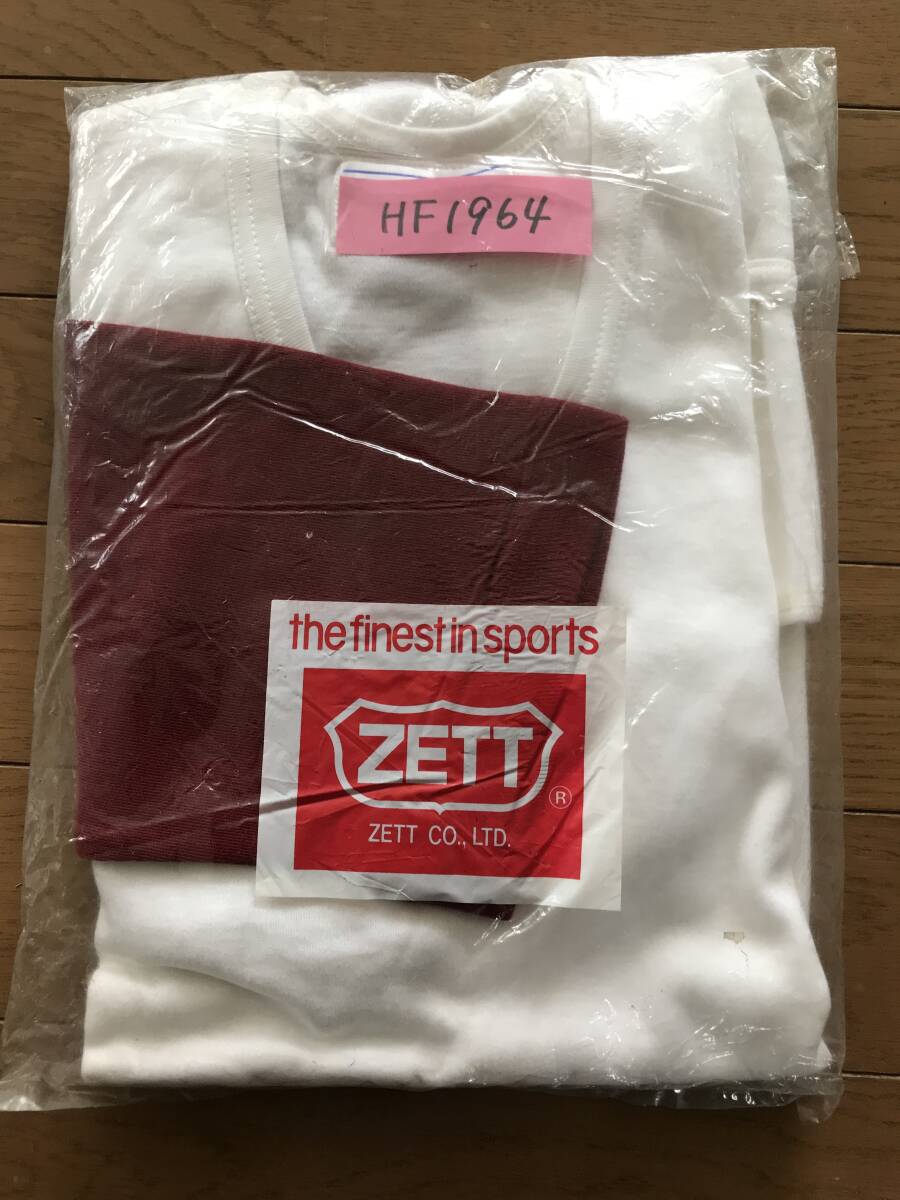 HF1964
the finest in sports
ZETT
®
ZETT CO., LTD.